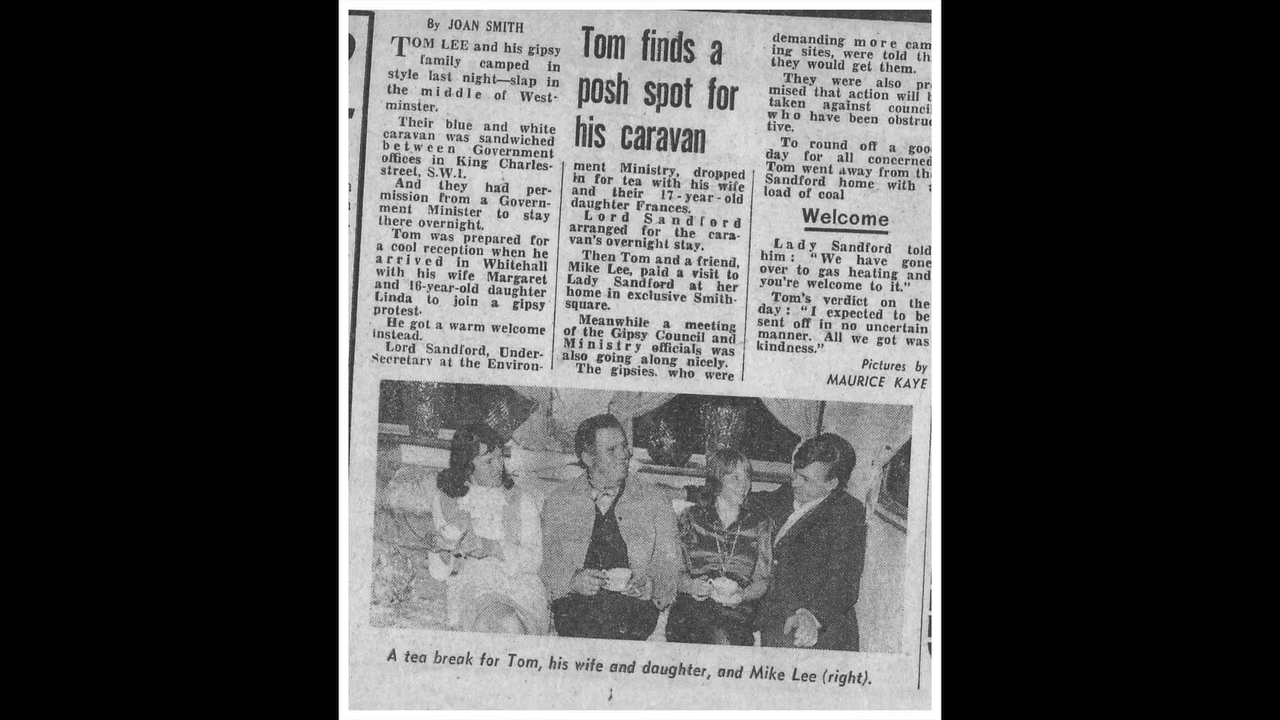 By JOAN SMITH
TOM LEE and his gipsy
family camped in
style last night—slap in
the middle of West-
minster.
Their blue and white
caravan was sandwiched
between Government
offices in King Charles-
street, S.W.1.
And they had per-
mission from a Govern-
ment Minister to stay
there overnight.
Tom was prepared for
a cool reception when he
arrived in Whitehall
with his wife Margaret
and 16-year-old daughter
Linda to join a gipsy
protest.
He got a warm welcome
instead.
Lord Sandford, Under-
Secretary at the Environ-
Tom finds a
posh spot for
his caravan
ment Ministry, dropped
in for tea with his wife
and their 17-year-old
daughter Frances.
Lord Sandford
arranged for the cara-
van's overnight stay.
Then Tom and a friend,
Mike Lee, paid a visit to
Lady Sandford at her
home in exclusive Smith-
square.
Meanwhile a meeting
of the Gipsy Council and
Ministry officials was
also going along nicely.
The gipsies, who were
demanding more cam
ing sites, were told th
they would get them.
They were also pr
mised that action will b
taken against counci
who have been obstruc
tive.
To round off a goo
day for all concerned
Tom went away from th
Sandford home with
load of coal
Welcome
Lady Sandford told
him: "We have gone
over to gas heating and
you're welcome to it."
Tom's verdict on the
day: "I expected to be
sent off in no uncertain
manner. All we got was
kindness."
Pictures by
MAURICE KAYE
A tea break for Tom, his wife and daughter, and Mike Lee (right).